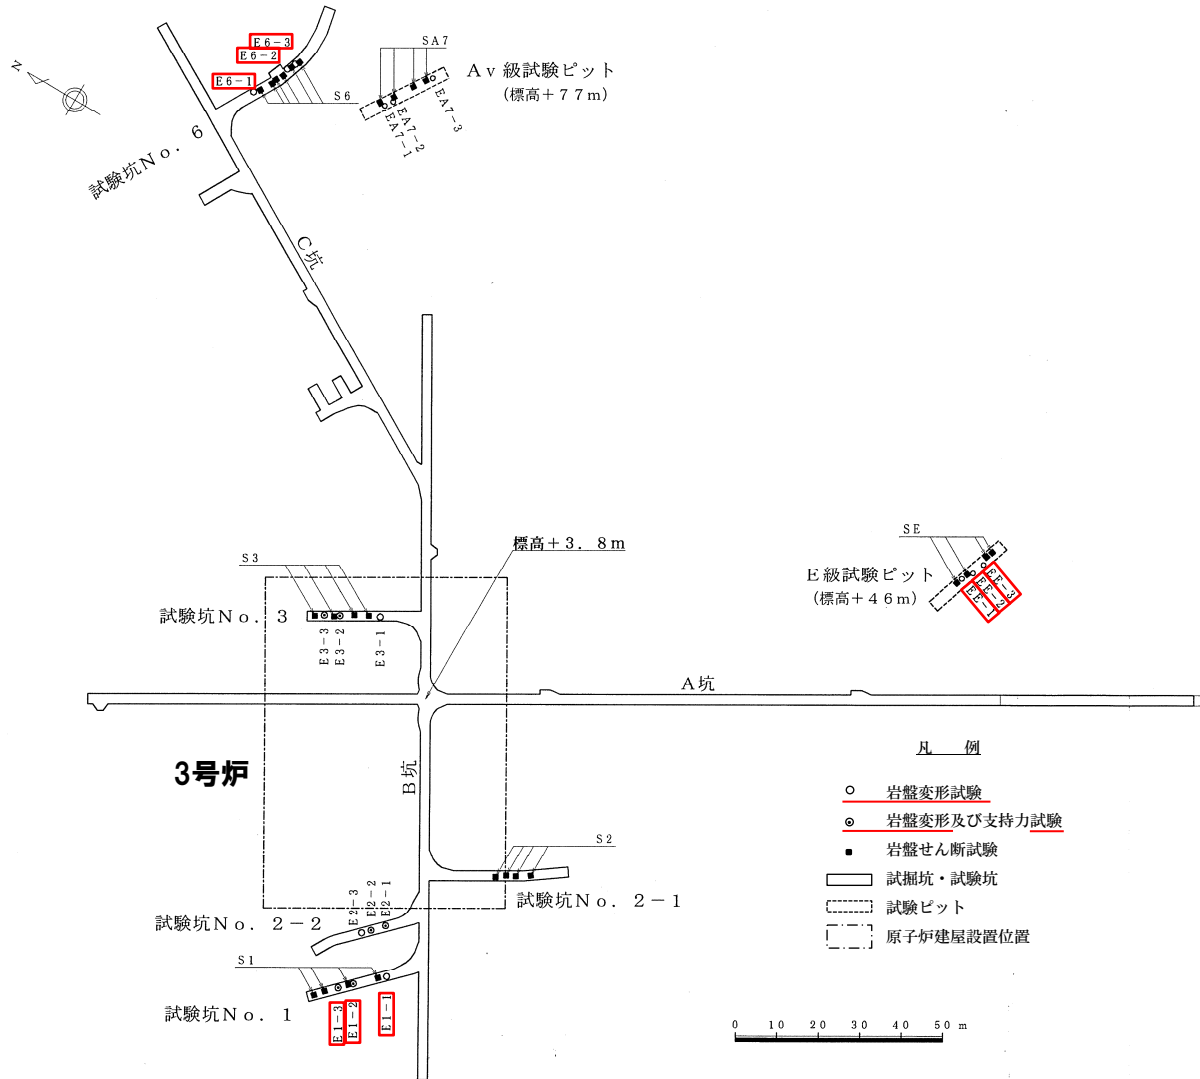 N
E6-3
E6-2
E6-1
S6
SA7
Av級試験ピット
(標高+77m)
EA7-3
EA7-2
EA7-1
試験坑No. 6
C坑
標高+3.8m
S3
試験坑No. 3
E3-3
E3-2
E3-1
SE
E級試験ピット
(標高+46m)
EE-3
EE-2
EE-1
A坑
3号炉
B坑
凡 例
岩盤変形試験
岩盤変形及び支持力試験
岩盤せん断試験
試掘坑・試験坑
試験ピット
原子炉建屋設置位置
S2
試験坑No. 2-1
E2-3
E2-2
E2-1
試験坑No. 2-2
S1
試験坑No. 1
E1-3
E1-2
E1-1
0 10 20 30 40 50 m